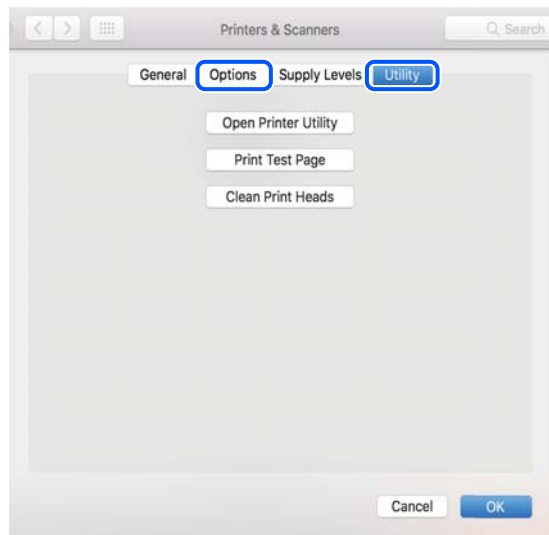 Printers & Scanners Search
General Options Supply Levels Utility
Open Printer Utility
Print Test Page
Clean Print Heads
Cancel OK